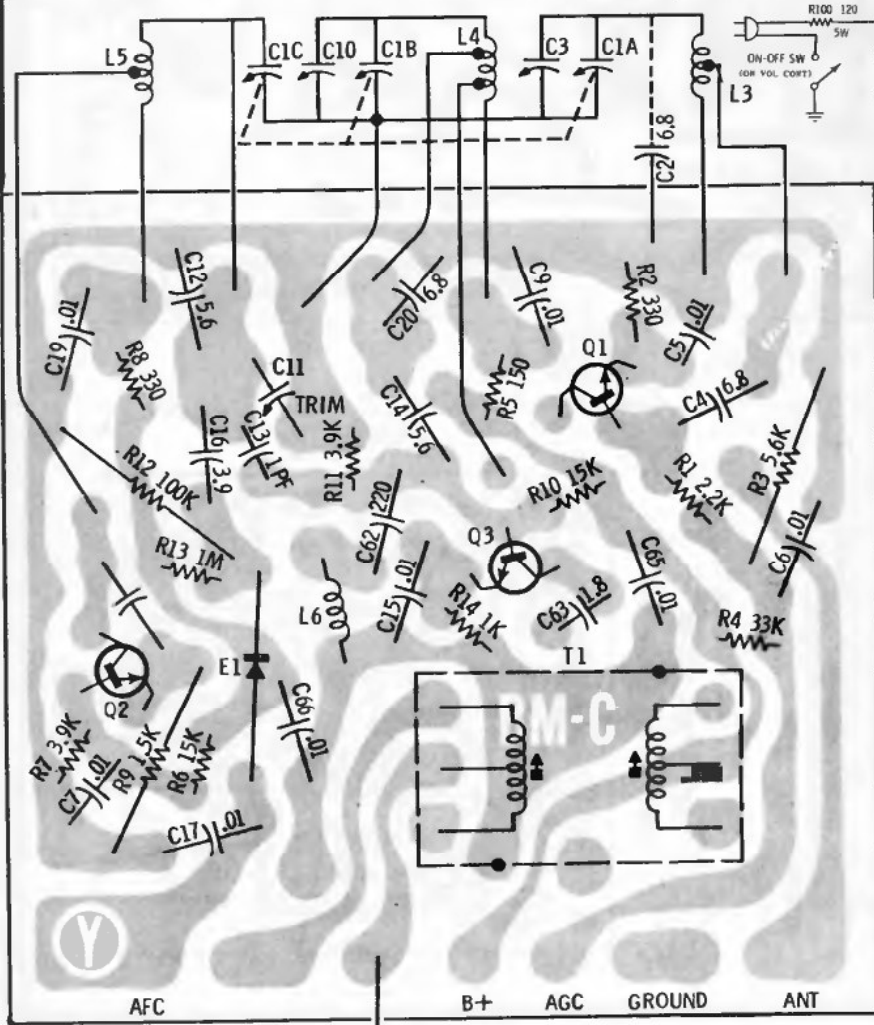 R100 120
5W
ON-OFF SW
(ON VOL CONT)
L5
C1C
C10
C1B
L4
C3
C1A
L3
C2 6.8
C12
5.6
C20 6.8
C9 .01
R2 330
C5 .01
C19 .01
R8 330
C11
TRIM
Q1
R5 150
C14 5.6
C4 6.8
C16 3.9
C13 1PF
R11 3.9K
R3 5.6K
R12 100K
R10 15K
R1 2.2K
C62 220
Q3
C6 .01
R13 1M
L6
C15 .01
C65 .01
R14 1K
C63 1.8
R4 33K
E1
T1
Q2
C66 .01
PM-C
R7 3.9K
R9 1.5K
R6 15K
C7 .01
C17 .01
Y
AFC
B+
AGC
GROUND
ANT